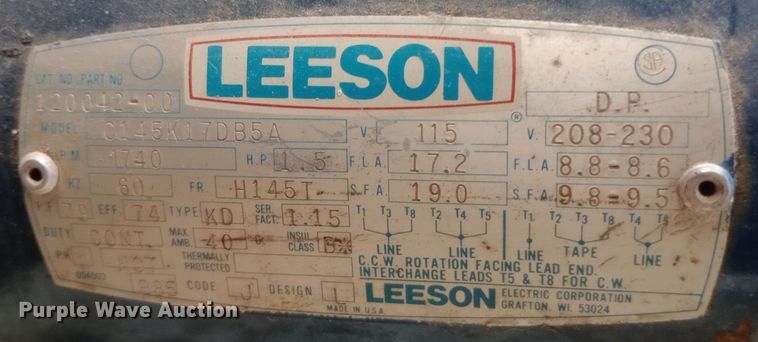 LEESON
®
CAT. NO./PART NO.
120042-00
D.P.
MODEL C145K17DB5A V. 115 V. 208-230
R P M 1740 H.P. 1.5 F.L.A. 17.2 F.L.A. 8.8-8.6
HZ 60 FR. H145T S.F.A. 19.0 S.F.A. 9.8-9.5
P.F. 79 EFF 74 TYPE KD SER. FACT. 1.15 T1 T3 T8 T2 T4 T5 T1 T2 T3 T8 T4 T5
DUTY CONT. MAX. AMB. 40 INSUL CLASS LINE LINE LINE TAPE LINE
PH THERMALLY PROTECTED C.C.W. ROTATION FACING LEAD END.
004003 INTERCHANGE LEADS T5 & T8 FOR C.W.
CODE J DESIGN L LEESON ELECTRIC CORPORATION
MADE IN U.S.A. GRAFTON, WI. 53024
Purple Wave Auction